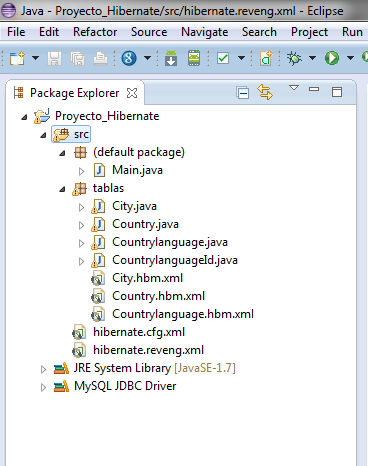 Java - Proyecto_Hibernate/src/hibernate.reveng.xml - Eclipse
File Edit Refactor Source Navigate Search Project Run
Package Explorer
Proyecto_Hibernate
src
(default package)
Main.java
tablas
City.java
Country.java
Countrylanguage.java
CountrylanguageId.java
City.hbm.xml
Country.hbm.xml
Countrylanguage.hbm.xml
hibernate.cfg.xml
hibernate.reveng.xml
JRE System Library [JavaSE-1.7]
MySQL JDBC Driver